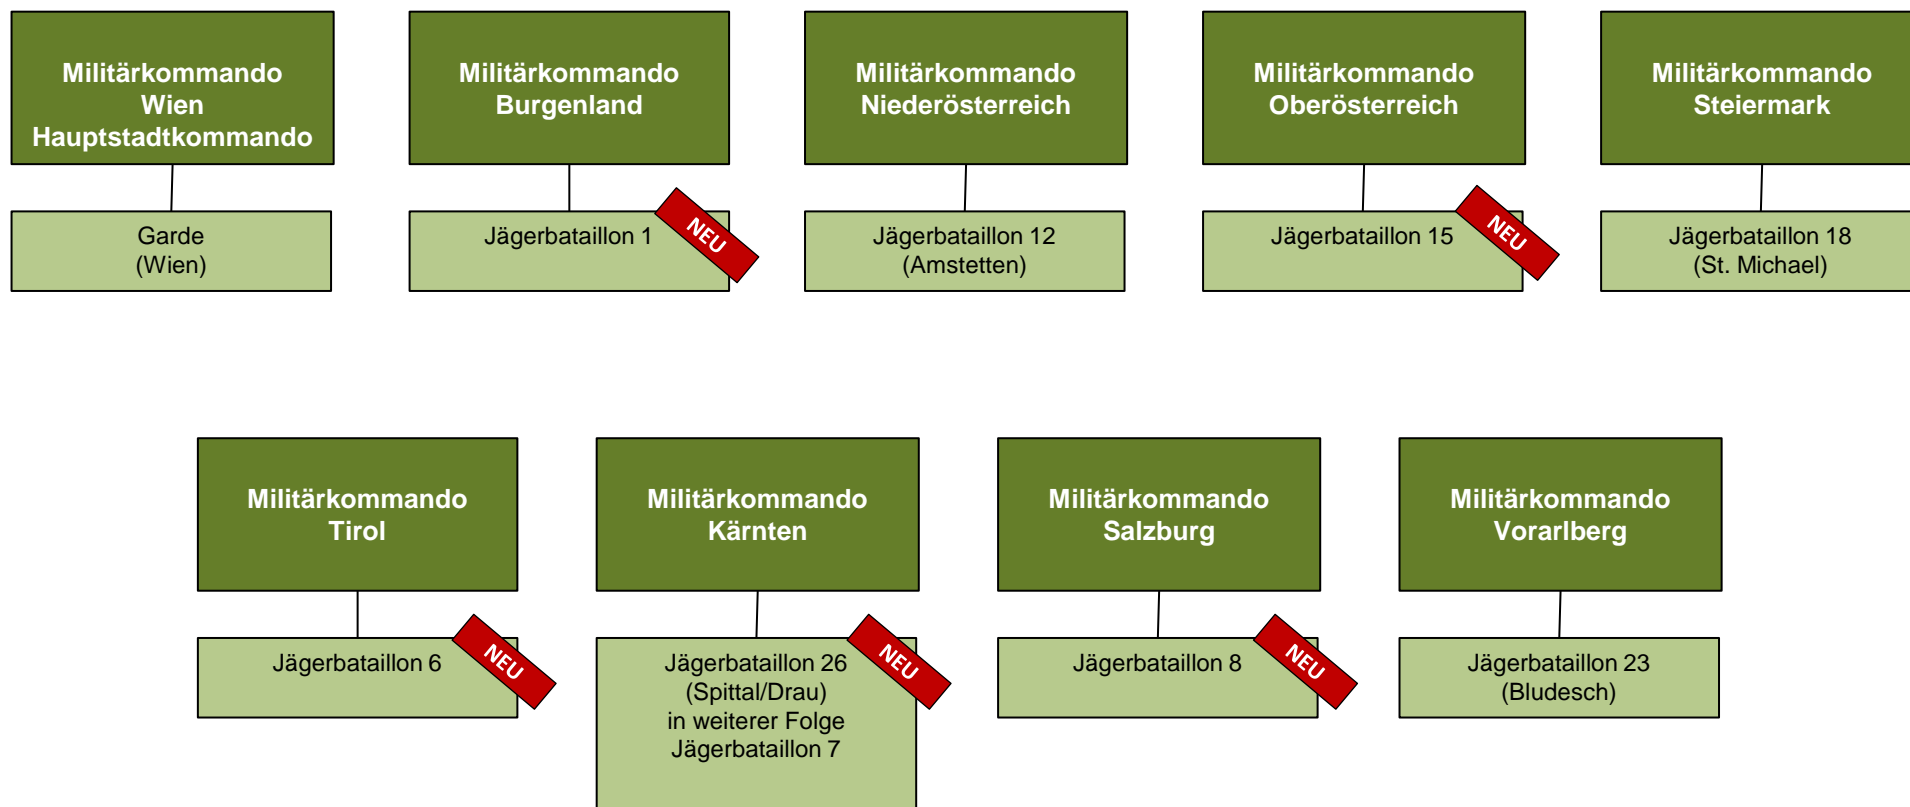 Militärkommando
Wien
Hauptstadtkommando
Garde
(Wien)
Militärkommando
Burgenland
Jägerbataillon 1
NEU
Militärkommando
Niederösterreich
Jägerbataillon 12
(Amstetten)
Militärkommando
Oberösterreich
Jägerbataillon 15
NEU
Militärkommando
Steiermark
Jägerbataillon 18
(St. Michael)
Militärkommando
Tirol
Jägerbataillon 6
NEU
Militärkommando
Kärnten
Jägerbataillon 26
(Spittal/Drau)
in weiterer Folge
Jägerbataillon 7
NEU
Militärkommando
Salzburg
Jägerbataillon 8
NEU
Militärkommando
Vorarlberg
Jägerbataillon 23
(Bludesch)